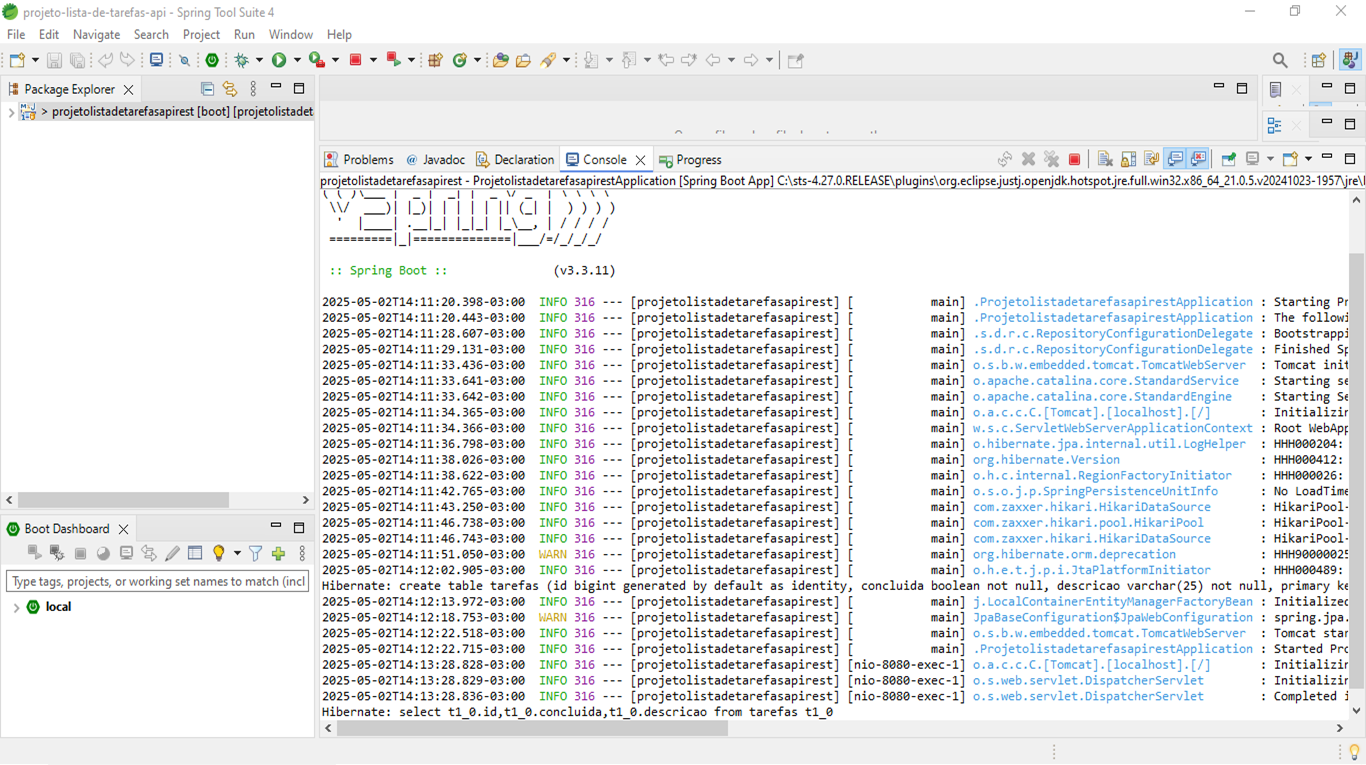 projeto-lista-de-tarefas-api - Spring Tool Suite 4
File Edit Navigate Search Project Run Window Help
Package Explorer
> projetolistadetarefasapirest [boot] [projetolistadet
Problems @ Javadoc Declaration Console Progress
projetolistadetarefasapirest - ProjetolistadetarefasapirestApplication [Spring Boot App] C:\sts-4.27.0.RELEASE\plugins\org.eclipse.justj.openjdk.hotspot.jre.full.win32.x86_64_21.0.5.v20241023-1957\jre\
:: Spring Boot :: (v3.3.11)
2025-05-02T14:11:20.398-03:00 INFO 316 --- [projetolistadetarefasapirest] [ main] .ProjetolistadetarefasapirestApplication : Starting Pr
2025-05-02T14:11:20.443-03:00 INFO 316 --- [projetolistadetarefasapirest] [ main] .ProjetolistadetarefasapirestApplication : The followi
2025-05-02T14:11:28.607-03:00 INFO 316 --- [projetolistadetarefasapirest] [ main] .s.d.r.c.RepositoryConfigurationDelegate : Bootstrappi
2025-05-02T14:11:29.131-03:00 INFO 316 --- [projetolistadetarefasapirest] [ main] .s.d.r.c.RepositoryConfigurationDelegate : Finished Sp
2025-05-02T14:11:33.436-03:00 INFO 316 --- [projetolistadetarefasapirest] [ main] o.s.b.w.embedded.tomcat.TomcatWebServer : Tomcat init
2025-05-02T14:11:33.641-03:00 INFO 316 --- [projetolistadetarefasapirest] [ main] o.apache.catalina.core.StandardService : Starting se
2025-05-02T14:11:33.642-03:00 INFO 316 --- [projetolistadetarefasapirest] [ main] o.apache.catalina.core.StandardEngine : Starting Se
2025-05-02T14:11:34.365-03:00 INFO 316 --- [projetolistadetarefasapirest] [ main] o.a.c.c.C.[Tomcat].[localhost].[/] : Initializin
2025-05-02T14:11:34.366-03:00 INFO 316 --- [projetolistadetarefasapirest] [ main] w.s.c.ServletWebServerApplicationContext : Root WebApp
2025-05-02T14:11:36.798-03:00 INFO 316 --- [projetolistadetarefasapirest] [ main] o.hibernate.jpa.internal.util.LogHelper : HHH000204:
2025-05-02T14:11:38.026-03:00 INFO 316 --- [projetolistadetarefasapirest] [ main] org.hibernate.Version : HHH000412:
2025-05-02T14:11:38.622-03:00 INFO 316 --- [projetolistadetarefasapirest] [ main] o.h.c.internal.RegionFactoryInitiator : HHH000026:
2025-05-02T14:11:42.765-03:00 INFO 316 --- [projetolistadetarefasapirest] [ main] o.s.o.j.p.SpringPersistenceUnitInfo : No LoadTime
2025-05-02T14:11:43.250-03:00 INFO 316 --- [projetolistadetarefasapirest] [ main] com.zaxxer.hikari.HikariDataSource : HikariPool-
2025-05-02T14:11:46.738-03:00 INFO 316 --- [projetolistadetarefasapirest] [ main] com.zaxxer.hikari.pool.HikariPool : HikariPool-
2025-05-02T14:11:46.743-03:00 INFO 316 --- [projetolistadetarefasapirest] [ main] com.zaxxer.hikari.HikariDataSource : HikariPool-
2025-05-02T14:11:51.050-03:00 WARN 316 --- [projetolistadetarefasapirest] [ main] org.hibernate.orm.deprecation : HHH90000025
2025-05-02T14:12:02.905-03:00 INFO 316 --- [projetolistadetarefasapirest] [ main] o.h.e.t.j.p.i.JtaPlatformInitiator : HHH000489:
Hibernate: create table tarefas (id bigint generated by default as identity, concluida boolean not null, descricao varchar(25) not null, primary ke
2025-05-02T14:12:13.972-03:00 INFO 316 --- [projetolistadetarefasapirest] [ main] j.LocalContainerEntityManagerFactoryBean : Initialized
2025-05-02T14:12:18.753-03:00 WARN 316 --- [projetolistadetarefasapirest] [ main] JpaBaseConfiguration$JpaWebConfiguration : spring.jpa.
2025-05-02T14:12:22.518-03:00 INFO 316 --- [projetolistadetarefasapirest] [ main] o.s.b.w.embedded.tomcat.TomcatWebServer : Tomcat star
2025-05-02T14:12:22.715-03:00 INFO 316 --- [projetolistadetarefasapirest] [ main] .ProjetolistadetarefasapirestApplication : Started Pro
2025-05-02T14:13:28.828-03:00 INFO 316 --- [projetolistadetarefasapirest] [nio-8080-exec-1] o.a.c.c.C.[Tomcat].[localhost].[/] : Initializin
2025-05-02T14:13:28.829-03:00 INFO 316 --- [projetolistadetarefasapirest] [nio-8080-exec-1] o.s.web.servlet.DispatcherServlet : Initializin
2025-05-02T14:13:28.836-03:00 INFO 316 --- [projetolistadetarefasapirest] [nio-8080-exec-1] o.s.web.servlet.DispatcherServlet : Completed i
Hibernate: select t1_0.id,t1_0.concluida,t1_0.descricao from tarefas t1_0
Boot Dashboard
Type tags, projects, or working set names to match (incl
local